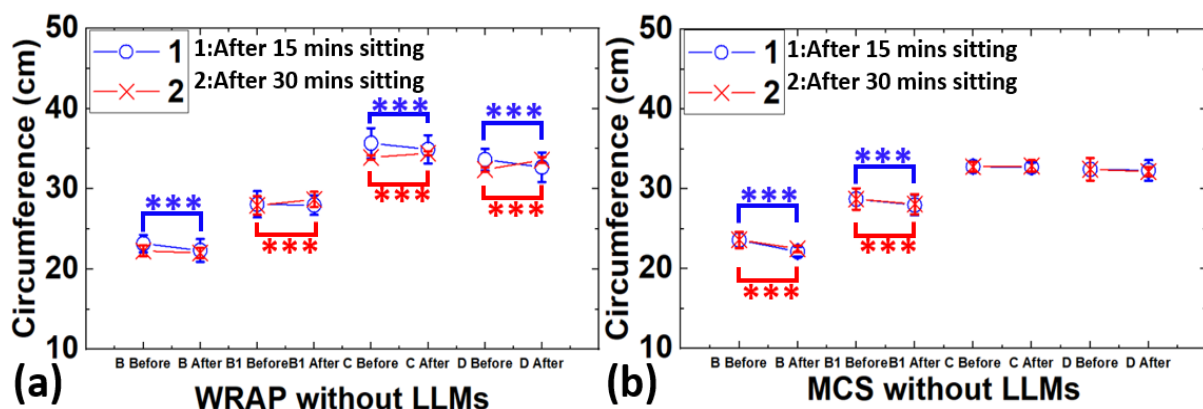 50
40
30
20
10
Circumference (cm)
1 1:After 15 mins sitting
2 2:After 30 mins sitting
***
***
***
***
***
***
B Before B After B1 Before B1 After C Before C After D Before D After
(a) WRAP without LLMs
50
40
30
20
10
Circumference (cm)
1 1:After 15 mins sitting
2 2:After 30 mins sitting
***
***
***
***
B Before B After B1 Before B1 After C Before C After D Before D After
(b) MCS without LLMs